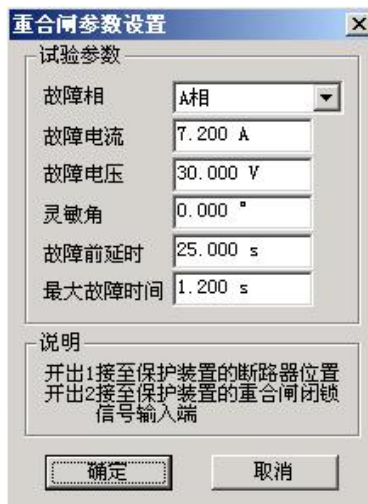 重合闸参数设置
试验参数
故障相 A相
故障电流 7.200 A
故障电压 30.000 V
灵敏角 0.000 °
故障前延时 25.000 s
最大故障时间 1.200 s
说明
开出1接至保护装置的断路器位置
开出2接至保护装置的重合闸闭锁
信号输入端
确定 取消